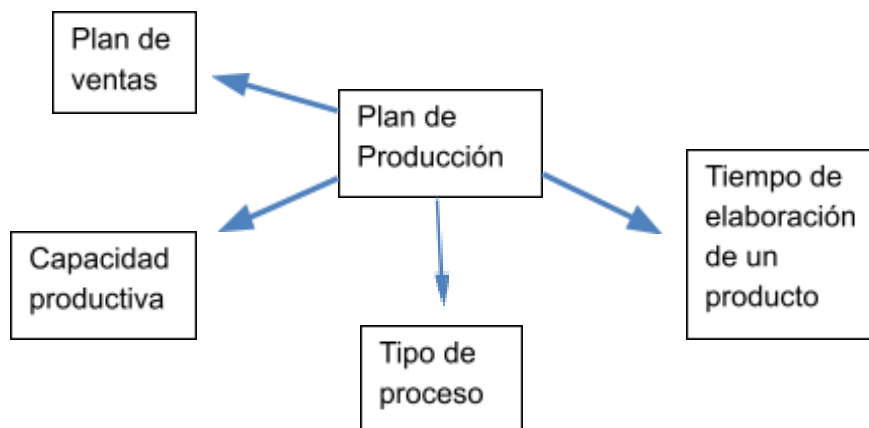 Plan de
ventas
Plan de
Producción
Tiempo de
elaboración
de un
producto
Capacidad
productiva
Tipo de
proceso